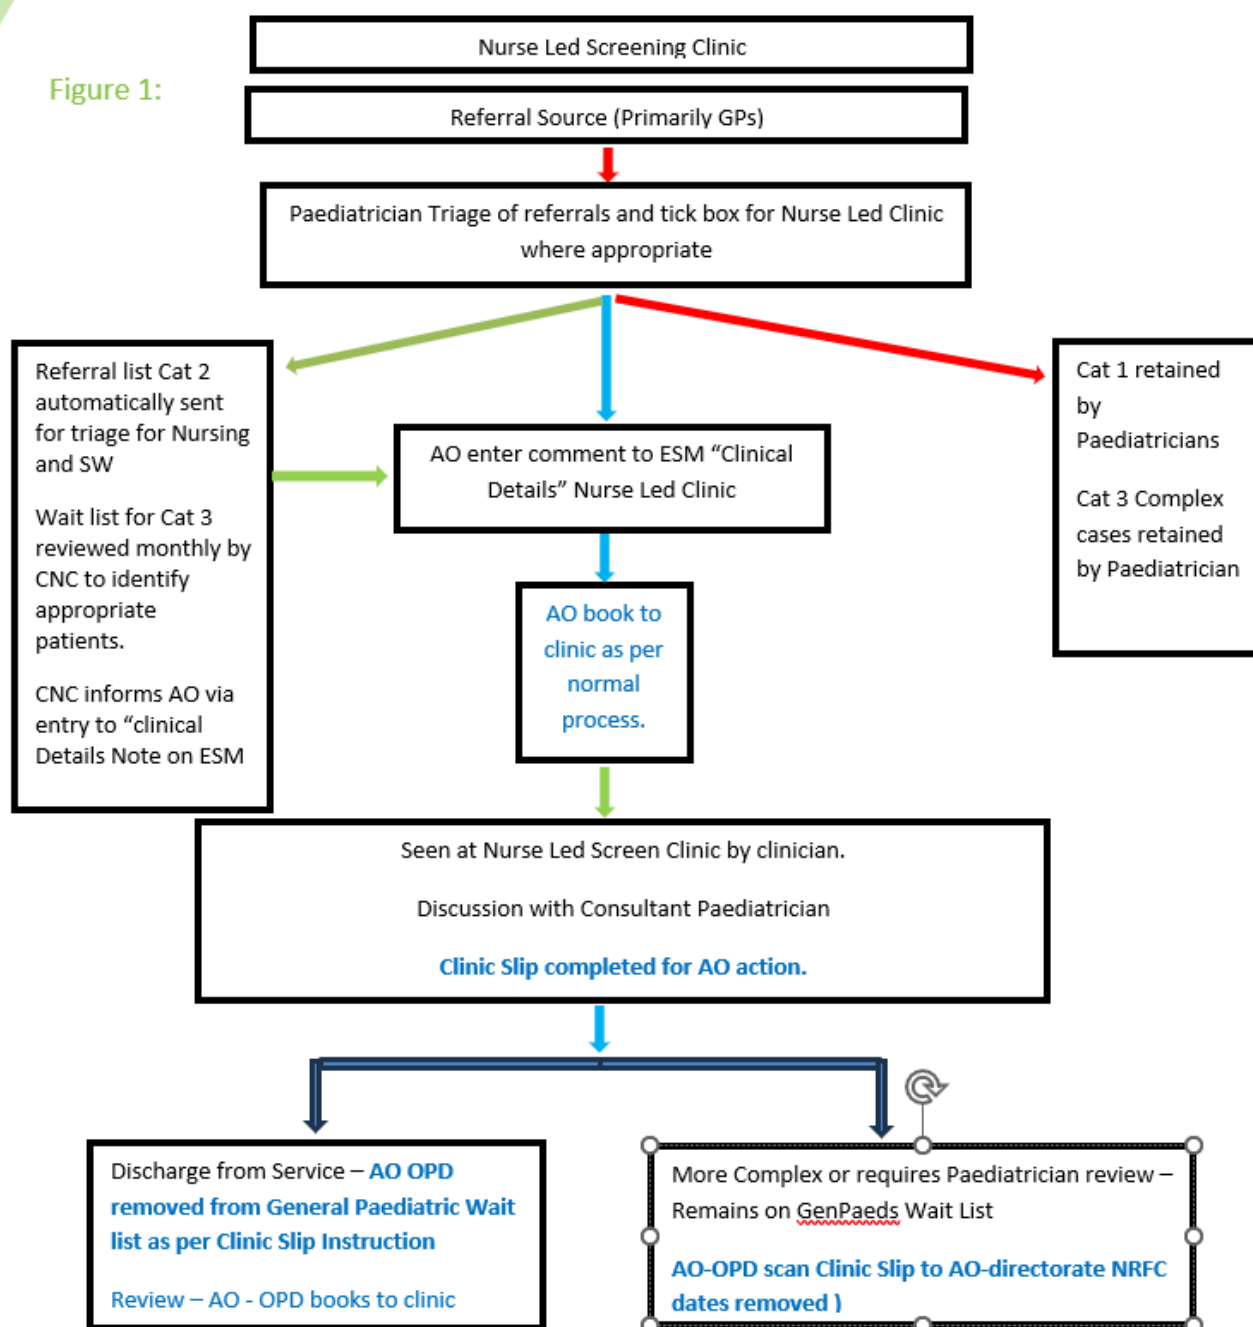 Nurse Led Screening Clinic
Figure 1:
Referral Source (Primarily GPs)
Paediatrician Triage of referrals and tick box for Nurse Led Clinic
where appropriate
Referral list Cat 2
automatically sent
for triage for Nursing
and SW
Wait list for Cat 3
reviewed monthly by
CNC to identify
appropriate
patients.
CNC informs AO via
entry to “clinical
Details Note on ESM
AO enter comment to ESM “Clinical
Details” Nurse Led Clinic
Cat 1 retained
by
Paediatricians
Cat 3 Complex
cases retained
by Paediatrician
AO book to
clinic as per
normal
process.
Seen at Nurse Led Screen Clinic by clinician.
Discussion with Consultant Paediatrician
Clinic Slip completed for AO action.
Discharge from Service – AO OPD
removed from General Paediatric Wait
list as per Clinic Slip Instruction
Review – AO - OPD books to clinic
More Complex or requires Paediatrician review –
Remains on GenPaeds Wait List
AO-OPD scan Clinic Slip to AO-directorate NRFC
dates removed )